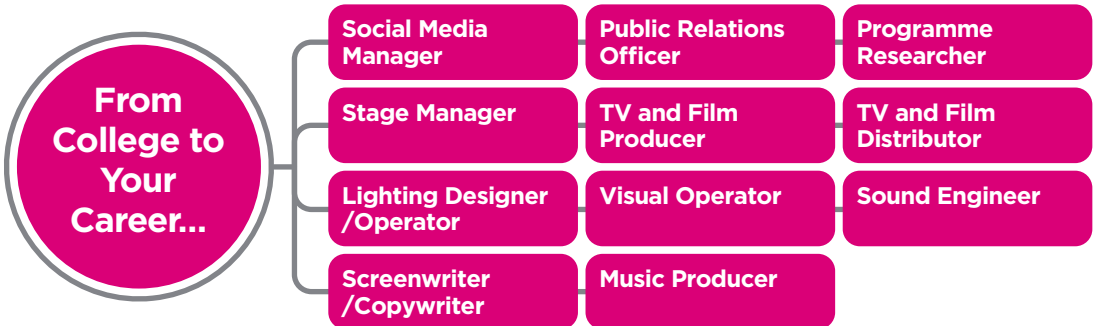 From
College to
Your
Career...
Social Media
Manager
Public Relations
Officer
Programme
Researcher
Stage Manager
TV and Film
Producer
TV and Film
Distributor
Lighting Designer
/Operator
Visual Operator
Sound Engineer
Screenwriter
/Copywriter
Music Producer